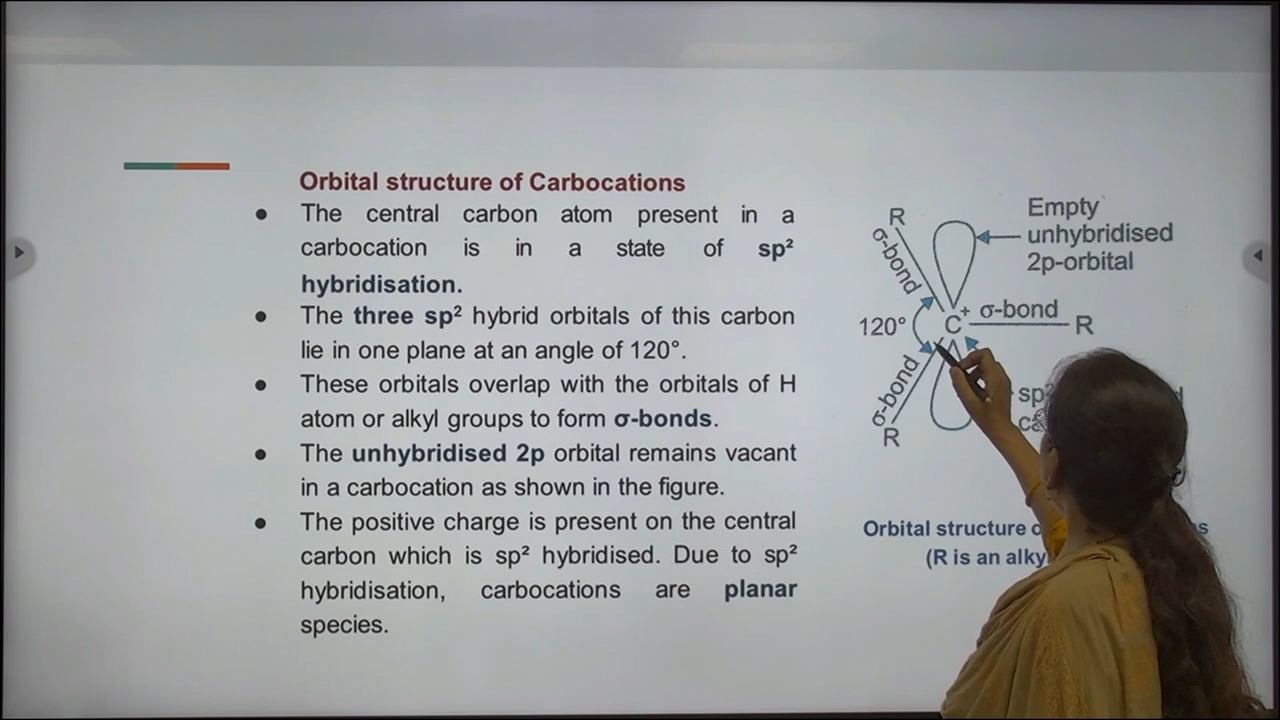 Orbital structure of Carbocations
● The central carbon atom present in a
carbocation is in a state of sp²
hybridisation.
● The three sp² hybrid orbitals of this carbon
lie in one plane at an angle of 120°.
● These orbitals overlap with the orbitals of H
atom or alkyl groups to form σ-bonds.
● The unhybridised 2p orbital remains vacant
in a carbocation as shown in the figure.
● The positive charge is present on the central
carbon which is sp² hybridised. Due to sp²
hybridisation, carbocations are planar
species.
R
σ-bond
Empty
unhybridised
2p-orbital
120°
C⁺
σ-bond
R
σ-bond
R
sp²
Orbital structure
(R is an